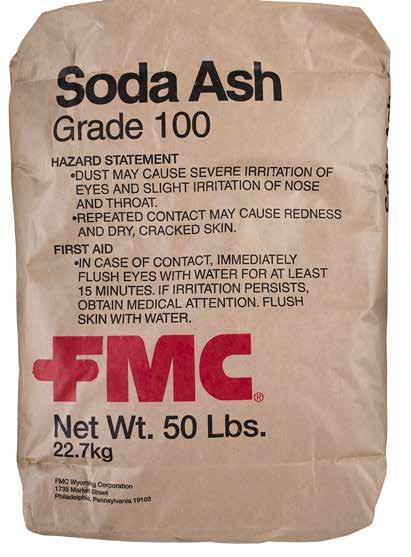 Soda Ash
Grade 100
HAZARD STATEMENT
•DUST MAY CAUSE SEVERE IRRITATION OF
EYES AND SLIGHT IRRITATION OF NOSE
AND THROAT.
•REPEATED CONTACT MAY CAUSE REDNESS
AND DRY, CRACKED SKIN.
FIRST AID
•IN CASE OF CONTACT, IMMEDIATELY
FLUSH EYES WITH WATER FOR AT LEAST
15 MINUTES. IF IRRITATION PERSISTS,
OBTAIN MEDICAL ATTENTION. FLUSH
SKIN WITH WATER.
FMC®
Net Wt. 50 Lbs.
22.7kg
FMC Wyoming Corporation
1735 Market Street
Philadelphia, Pennsylvania 19103